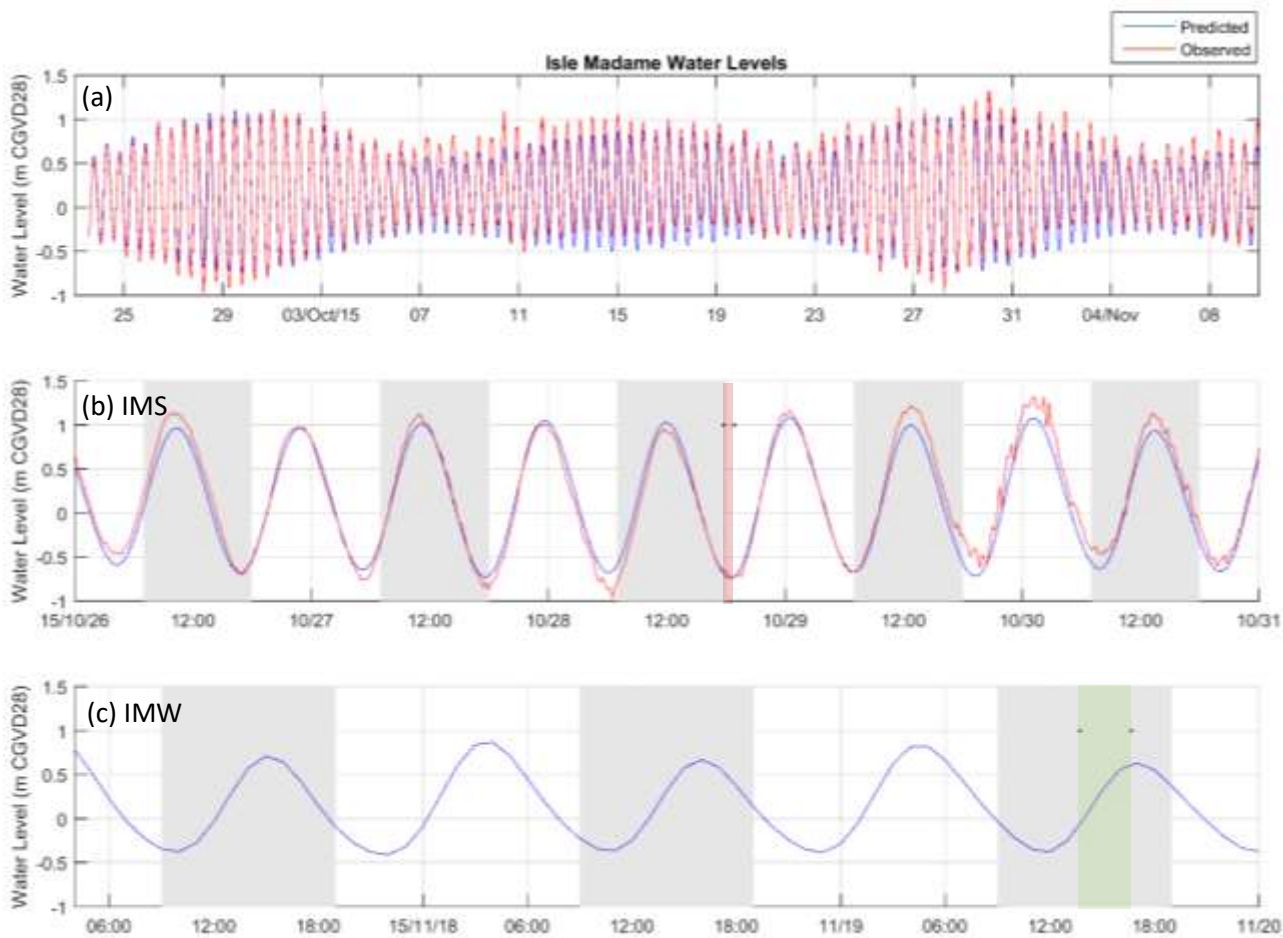 Predicted
Observed
Isle Madame Water Levels
(a)
Water Level (m CGVD28)
1.5
1
0.5
0
-0.5
-1
25 29 03/Oct/15 07 11 15 19 23 27 31 04/Nov 08
(b) IMS
Water Level (m CGVD28)
1.5
1
0.5
0
-0.5
-1
15/10/26 12:00 10/27 12:00 10/28 12:00 10/29 12:00 10/30 12:00 10/31
(c) IMW
Water Level (m CGVD28)
1.5
1
0.5
0
-0.5
-1
06:00 12:00 18:00 15/11/18 06:00 12:00 18:00 11/19 06:00 12:00 18:00 11/20